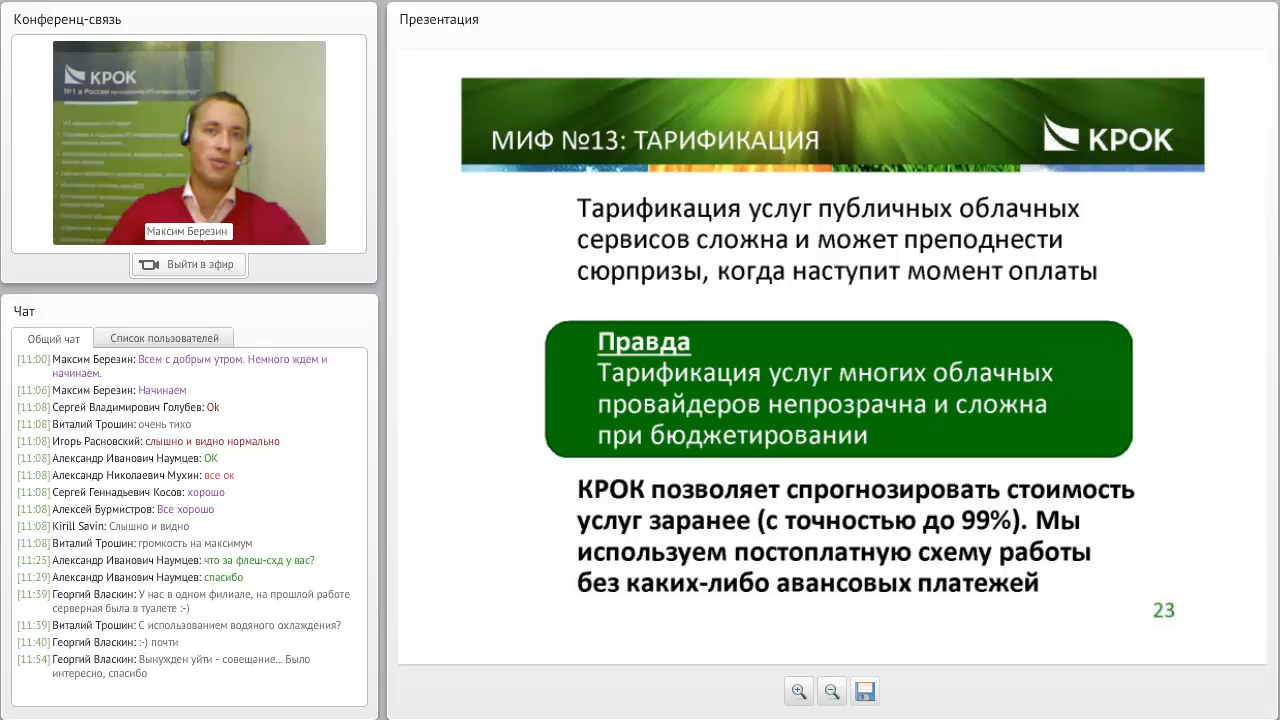 Конференц-связь
КРОК
№1 в России
Максим Березин
Выйти в эфир
Чат
Общий чат
Список пользователей
[11:00] Максим Березин: Всем с добрым утром. Немного ждем и
начинаем.
[11:06] Максим Березин: Начинаем
[11:08] Сергей Владимирович Голубев: Ok
[11:08] Виталий Трошин: очень тихо
[11:08] Игорь Расновский: слышно и видно нормально
[11:08] Александр Иванович Наумцев: ОК
[11:08] Александр Николаевич Мухин: все ок
[11:08] Сергей Геннадьевич Косов: хорошо
[11:08] Алексей Бурмистров: Все хорошо
[11:08] Kirill Savin: Слышно и видно
[11:08] Виталий Трошин: громкость на максимум
[11:25] Александр Иванович Наумцев: что за флеш-схд у вас?
[11:29] Александр Иванович Наумцев: спасибо
[11:39] Георгий Власкин: У нас в одном филиале, на прошлой работе
серверная была в туалете :-)
[11:39] Виталий Трошин: С использованием водяного охлаждения?
[11:40] Георгий Власкин: :-) почти
[11:54] Георгий Власкин: Вынужден уйти - совещание... Было
интересно, спасибо
Презентация
МИФ №13: ТАРИФИКАЦИЯ
КРОК
Тарификация услуг публичных облачных
сервисов сложна и может преподнести
сюрпризы, когда наступит момент оплаты
Правда
Тарификация услуг многих облачных
провайдеров непрозрачна и сложна
при бюджетировании
КРОК позволяет спрогнозировать стоимость
услуг заранее (с точностью до 99%). Мы
используем постоплатную схему работы
без каких-либо авансовых платежей
23